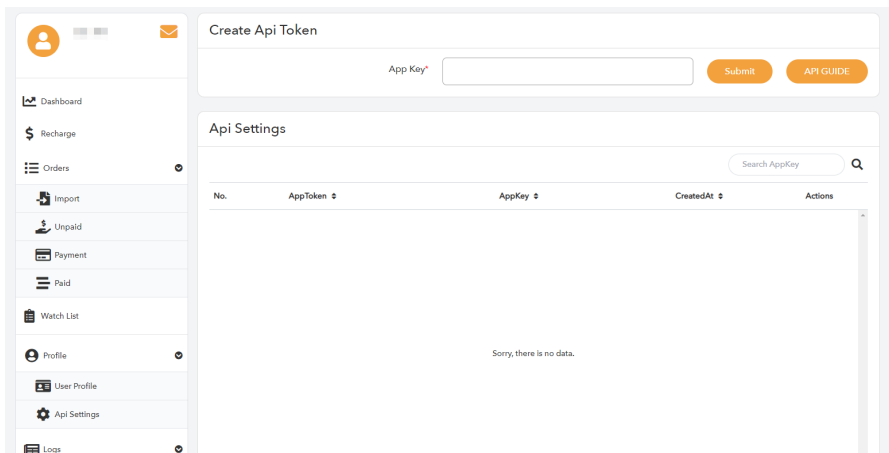 Create Api Token
App Key*
Submit
API GUIDE
Dashboard
Recharge
Orders
Import
Unpaid
Payment
Paid
Watch List
Profile
User Profile
Api Settings
Logs
Api Settings
Search AppKey
No. AppToken AppKey CreatedAt Actions
Sorry, there is no data.